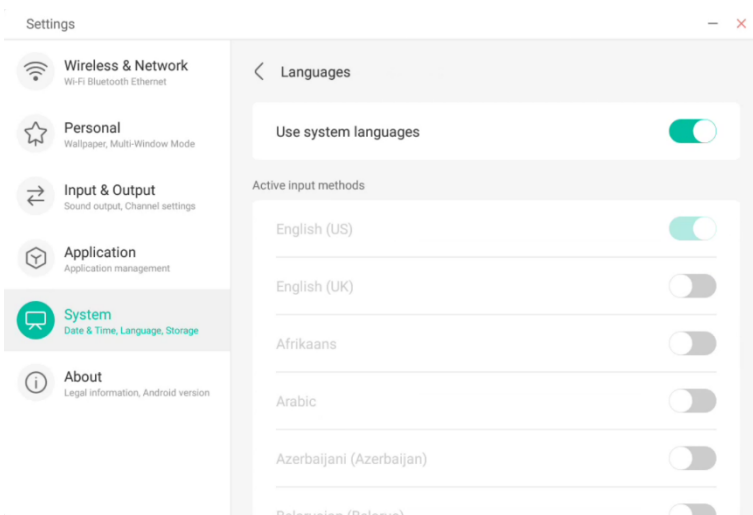 Settings
Wireless & Network
Wi-Fi Bluetooth Ethernet
Personal
Wallpaper, Multi-Window Mode
Input & Output
Sound output, Channel settings
Application
Application management
System
Date & Time, Language, Storage
About
Legal information, Android version
Languages
Use system languages
Active input methods
English (US)
English (UK)
Afrikaans
Arabic
Azerbaijani (Azerbaijan)